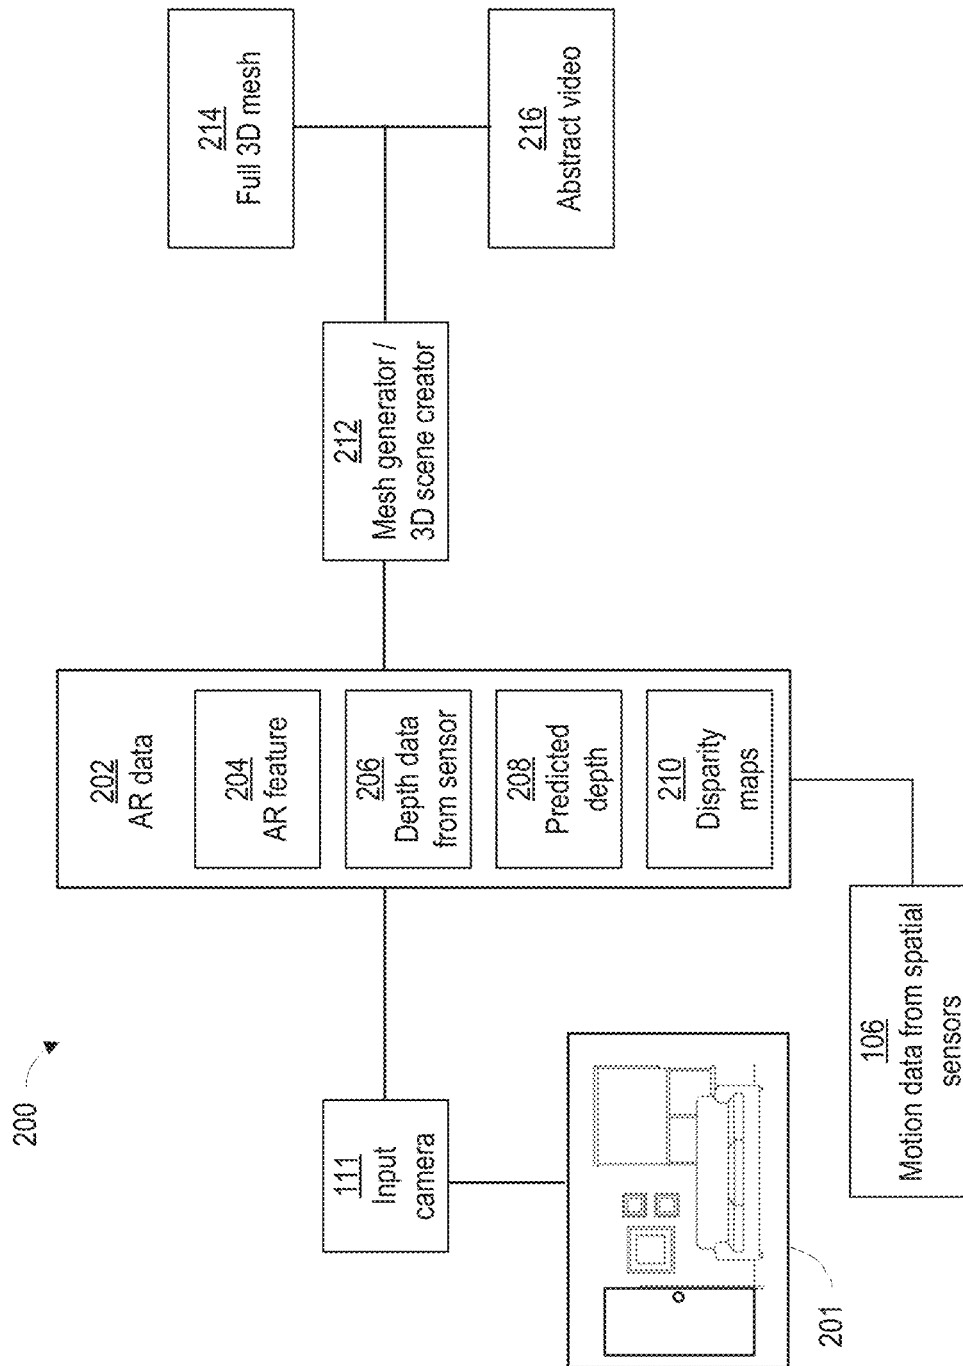 200
111
Input
camera
201
202
AR data
204
AR feature
206
Depth data
from sensor
208
Predicted
depth
210
Disparity
maps
106
Motion data from spatial
sensors
212
Mesh generator /
3D scene creator
214
Full 3D mesh
216
Abstract video